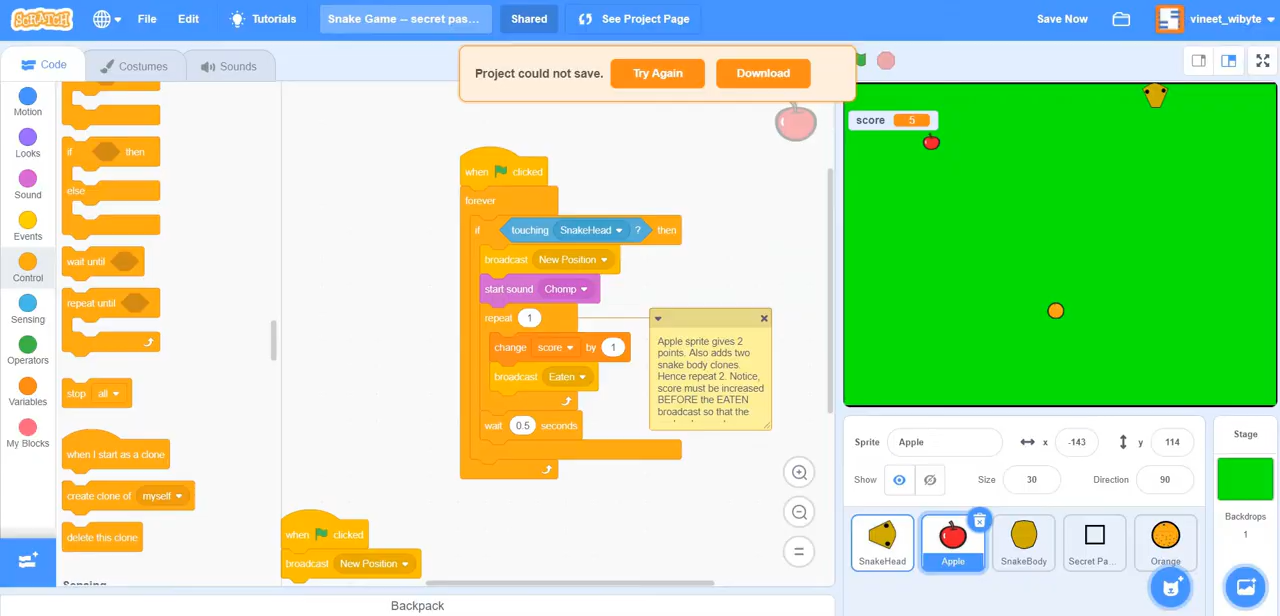 SCRATCH
File
Edit
Tutorials
Snake Game – secret pas...
Shared
See Project Page
Save Now
vineet_wibyte
Code
Costumes
Sounds
Project could not save.
Try Again
Download
Motion
Looks
Sound
Events
Control
Sensing
Operators
Variables
My Blocks
if then
else
wait until
repeat until
stop all
when I start as a clone
create clone of myself
delete this clone
Sensing
when clicked
forever
if touching SnakeHead ? then
broadcast New Position
start sound Chomp
repeat 1
change score by 1
broadcast Eaten
wait 0.5 seconds
Apple sprite gives 2
points. Also adds two
snake body clones.
Hence repeat 2. Notice,
score must be increased
BEFORE the EATEN
broadcast so that the
when clicked
broadcast New Position
Backpack
score 5
Sprite Apple x -143 y 114
Show Size 30 Direction 90
SnakeHead
Apple
SnakeBody
Secret Pa...
Orange
Stage
Backdrops
1